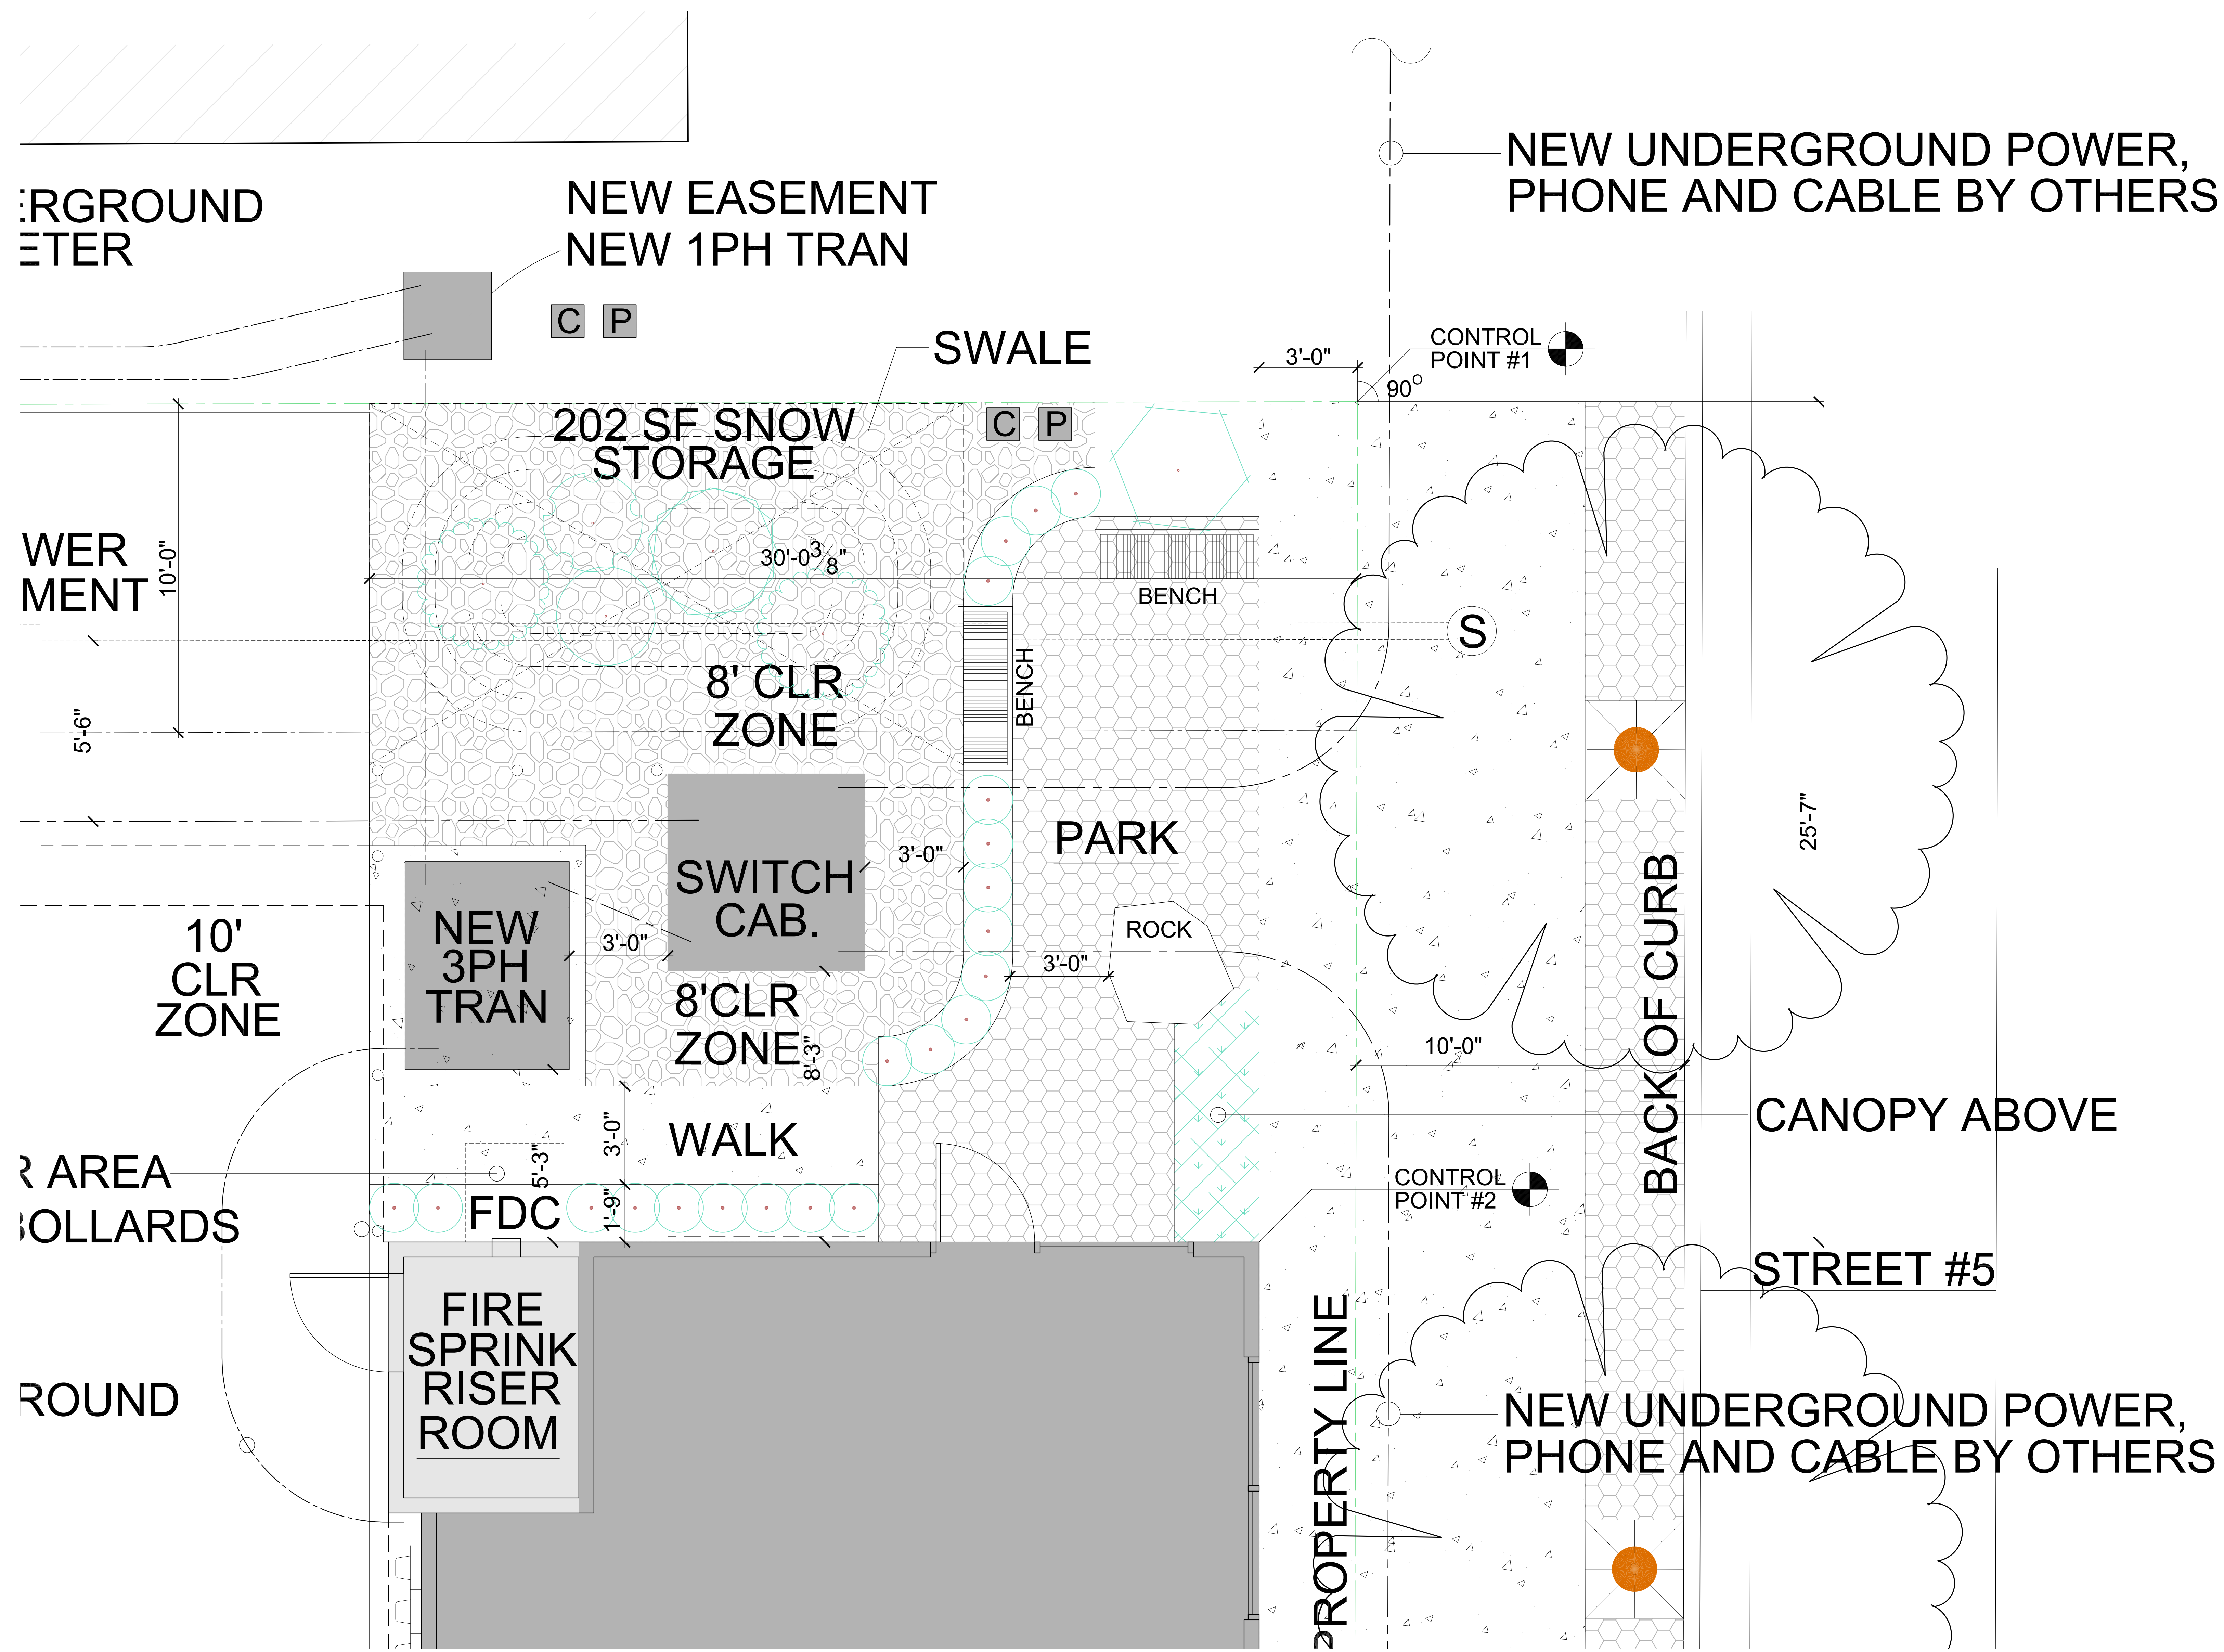 NEW UNDERGROUND POWER,
PHONE AND CABLE BY OTHERS
ERGROUND
ETER
NEW EASEMENT
NEW 1PH TRAN
C P
SWALE
CONTROL
POINT #1
3'-0"
90°
202 SF SNOW
STORAGE
C P
WER
MENT
10'-0"
30'-0 3/8"
BENCH
S
5'-6"
8' CLR
ZONE
BENCH
PARK
25'-7"
SWITCH
CAB.
3'-0"
NEW
3PH
TRAN
3'-0"
10'
CLR
ZONE
ROCK
3'-0"
8'CLR
ZONE
8'-3"
10'-0"
BACK OF CURB
CANOPY ABOVE
WALK
3'-0"
5'-3"
1'-9"
R AREA
FDC
BOLLARDS
CONTROL
POINT #2
STREET #5
FIRE
SPRINK
RISER
ROOM
ROUND
PROPERTY LINE
NEW UNDERGROUND POWER,
PHONE AND CABLE BY OTHERS